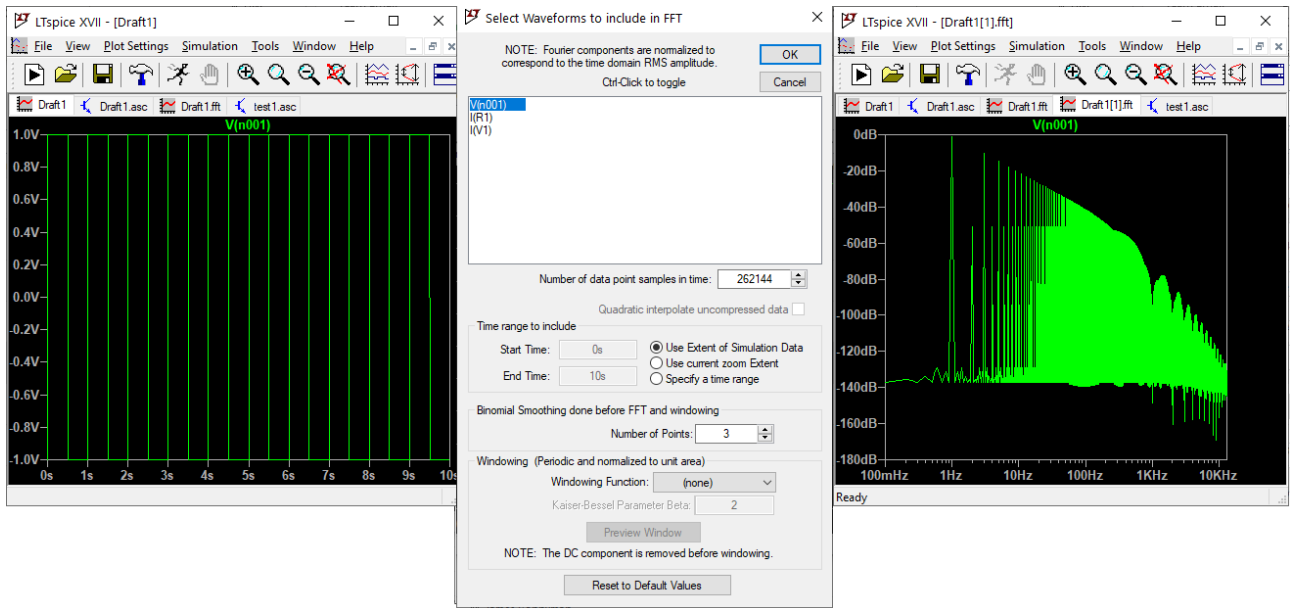 LTspice XVII - [Draft1]
File View Plot Settings Simulation Tools Window Help
Draft1 Draft1.asc Draft1.fft test1.asc
V(n001)
1.0V
0.8V
0.6V
0.4V
0.2V
0.0V
-0.2V
-0.4V
-0.6V
-0.8V
-1.0V
0s 1s 2s 3s 4s 5s 6s 7s 8s 9s 10s
Select Waveforms to include in FFT
NOTE: Fourier components are normalized to
correspond to the time domain RMS amplitude.
Ctrl-Click to toggle
OK
Cancel
V(n001)
I(R1)
I(V1)
Number of data point samples in time: 262144
Quadratic interpolate uncompressed data
Time range to include
Start Time: 0s
End Time: 10s
Use Extent of Simulation Data
Use current zoom Extent
Specify a time range
Binomial Smoothing done before FFT and windowing
Number of Points: 3
Windowing (Periodic and normalized to unit area)
Windowing Function: (none)
Kaiser-Bessel Parameter Beta: 2
Preview Window
NOTE: The DC component is removed before windowing.
Reset to Default Values
LTspice XVII - [Draft1[1].fft]
File View Plot Settings Simulation Tools Window Help
Draft1 Draft1.asc Draft1.fft Draft1[1].fft test1.asc
V(n001)
0dB
-20dB
-40dB
-60dB
-80dB
-100dB
-120dB
-140dB
-160dB
-180dB
100mHz 1Hz 10Hz 100Hz 1KHz 10KHz
Ready